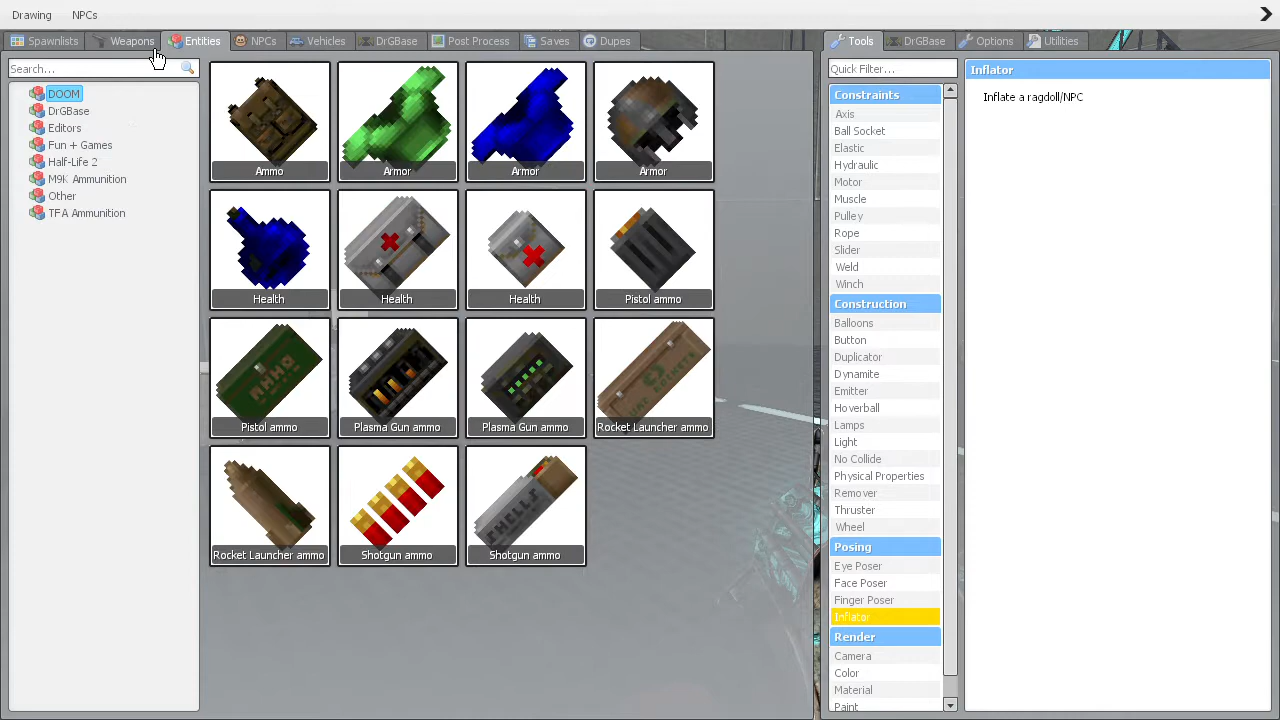 Drawing NPCs
Spawnlists Weapons Entities NPCs Vehicles DrGBase Post Process Saves Dupes
Tools DrGBase Options Utilities
Search...
DOOM
DrGBase
Editors
Fun + Games
Half-Life 2
M9K Ammunition
Other
TFA Ammunition
Ammo Armor Armor Armor
Health Health Health Pistol ammo
AMMO
Pistol ammo Plasma Gun ammo Plasma Gun ammo Rocket Launcher ammo
SHELLS
Rocket Launcher ammo Shotgun ammo Shotgun ammo
Quick Filter...
Constraints
Axis
Ball Socket
Elastic
Hydraulic
Motor
Muscle
Pulley
Rope
Slider
Weld
Winch
Construction
Balloons
Button
Duplicator
Dynamite
Emitter
Hoverball
Lamps
Light
No Collide
Physical Properties
Remover
Thruster
Wheel
Posing
Eye Poser
Face Poser
Finger Poser
Inflator
Render
Camera
Color
Material
Paint
Inflator
Inflate a ragdoll/NPC